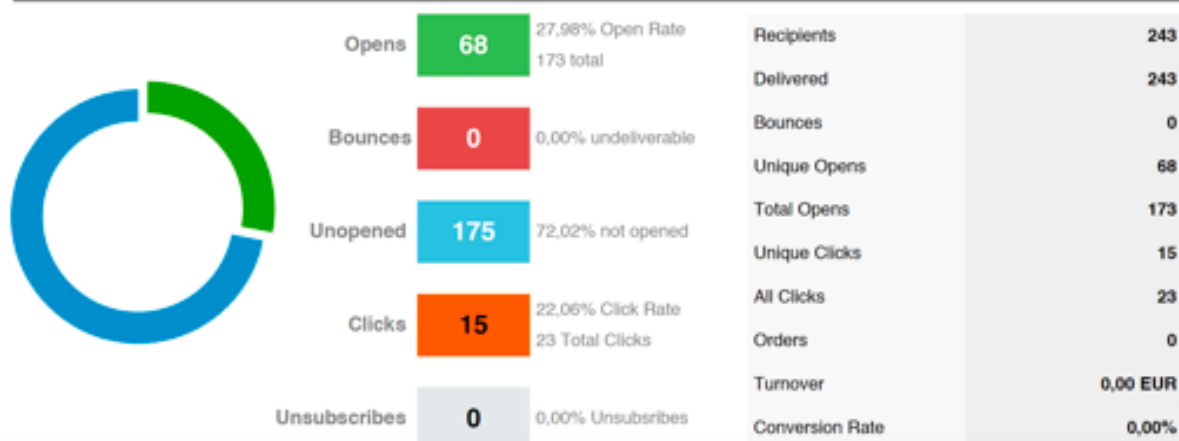 Opens 68 27,98% Open Rate
173 total
Bounces 0 0,00% undeliverable
Unopened 175 72,02% not opened
Clicks 15 22,06% Click Rate
23 Total Clicks
Unsubscribes 0 0,00% Unsubsribes
Recipients 243
Delivered 243
Bounces 0
Unique Opens 68
Total Opens 173
Unique Clicks 15
All Clicks 23
Orders 0
Turnover 0,00 EUR
Conversion Rate 0,00%